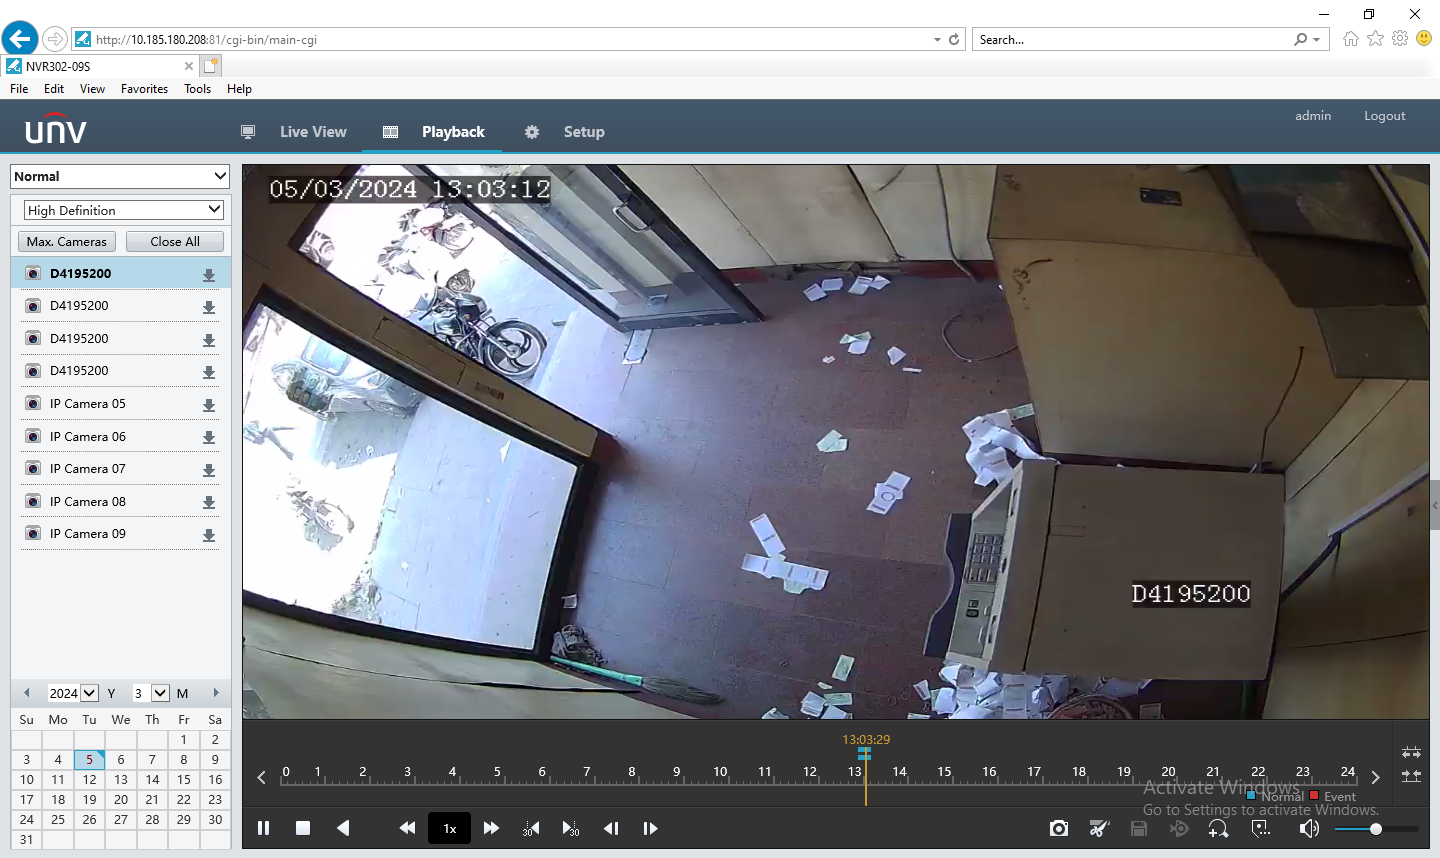 http://10.185.180.208:81/cgi-bin/main-cgi
Search...
NVR302-09S
File Edit View Favorites Tools Help
unv
Live View Playback Setup
admin Logout
Normal
High Definition
Max. Cameras Close All
D4195200
D4195200
D4195200
D4195200
IP Camera 05
IP Camera 06
IP Camera 07
IP Camera 08
IP Camera 09
05/03/2024 13:03:12
D4195200
2024 Y 3 M
Su Mo Tu We Th Fr Sa
1 2
3 4 5 6 7 8 9
10 11 12 13 14 15 16
17 18 19 20 21 22 23
24 25 26 27 28 29 30
31
13:03:29
0 1 2 3 4 5 6 7 8 9 10 11 12 13 14 15 16 17 18 19 20 21 22 23 24
Normal Event
Activate Windows
Go to Settings to activate Windows.
1x
30 30